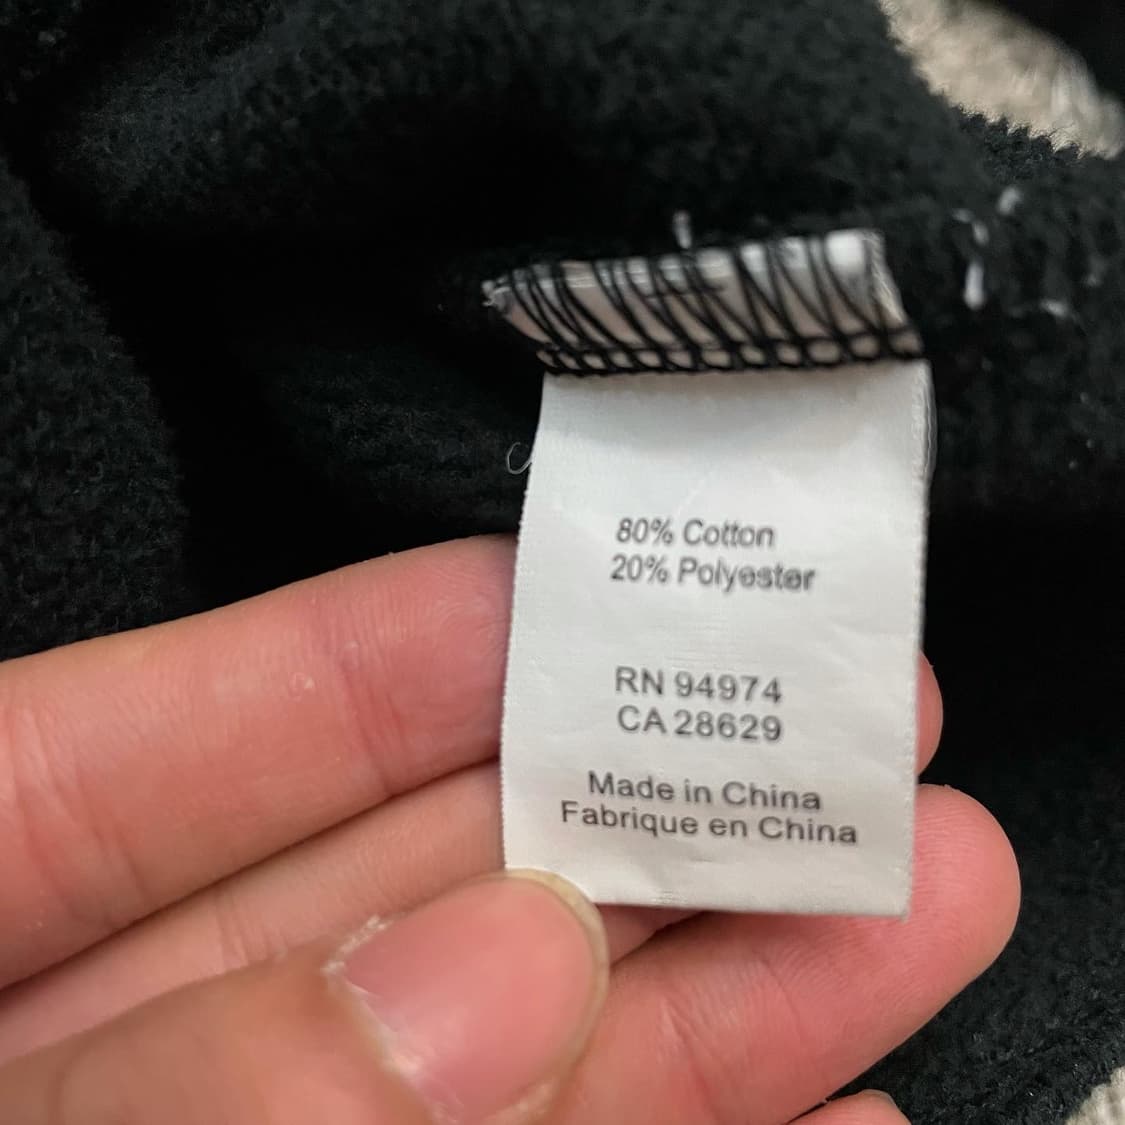 80% Cotton
20% Polyester
RN 94974
CA 28629
Made in China
Fabrique en China